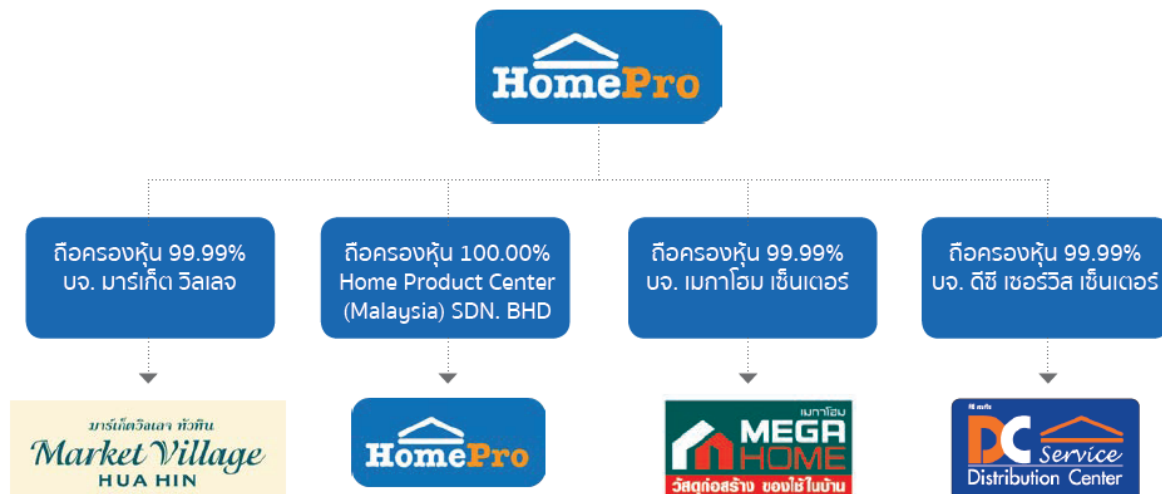 HomePro
ถือครองหุ้น 99.99%
บจ. มาร์เก็ต วิลเลจ
ถือครองหุ้น 100.00%
Home Product Center
(Malaysia) SDN. BHD
ถือครองหุ้น 99.99%
บจ. เมกาโฮม เซ็นเตอร์
ถือครองหุ้น 99.99%
บจ. ดีซี เซอร์วิส เซ็นเตอร์
มาร์เก็ตวิลเลจ หัวหิน
Market Village
HUA HIN
HomePro
เมกาโฮม
MEGA
HOME
วัสดุก่อสร้าง ของใช้ในบ้าน
DC Service
Distribution Center